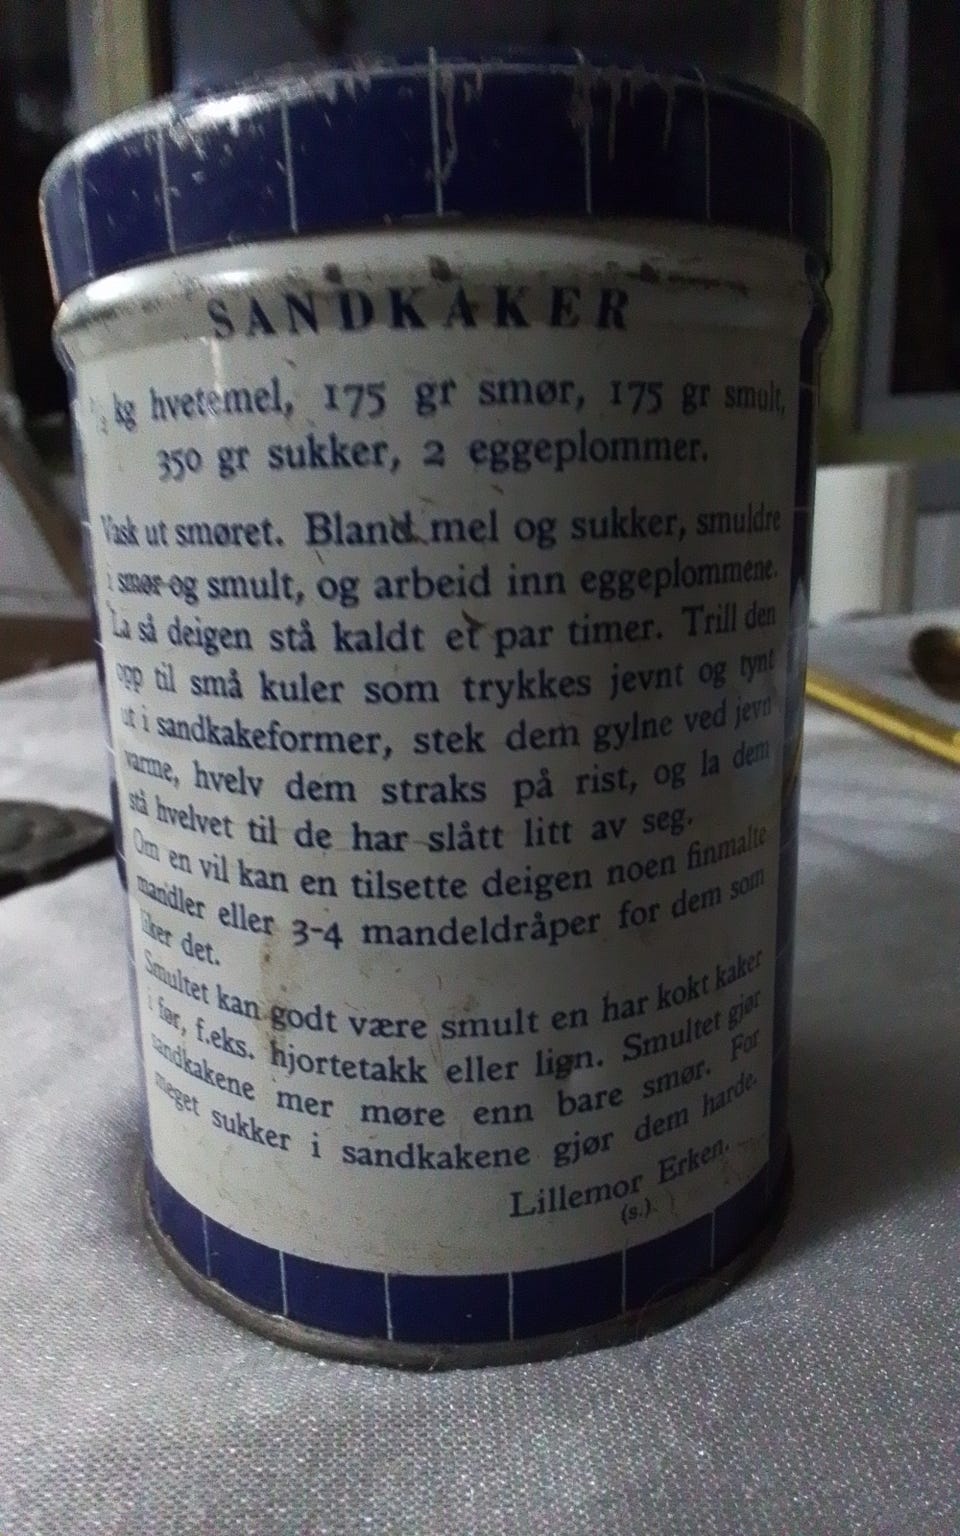 SANDKAKER
½ kg hvetemel, 175 gr smør, 175 gr smult,
350 gr sukker, 2 eggeplommer.
Vask ut smøret. Bland mel og sukker, smuldre
i smør og smult, og arbeid inn eggeplommene.
La så deigen stå kaldt et par timer. Trill den
opp til små kuler som trykkes jevnt og tynt
ut i sandkakeformer, stek dem gylne ved jevn
varme, hvelv dem straks på rist, og la dem
stå hvelvet til de har slått litt av seg.
Om en vil kan en tilsette deigen noen finmalte
mandler eller 3-4 mandeldråper for dem som
liker det.
Smultet kan godt være smult en har kokt kaker
i før, f.eks. hjortetakk eller lign. Smultet gjør
sandkakene mer møre enn bare smør. For
meget sukker i sandkakene gjør dem harde.
Lillemor Erken.
(s.)